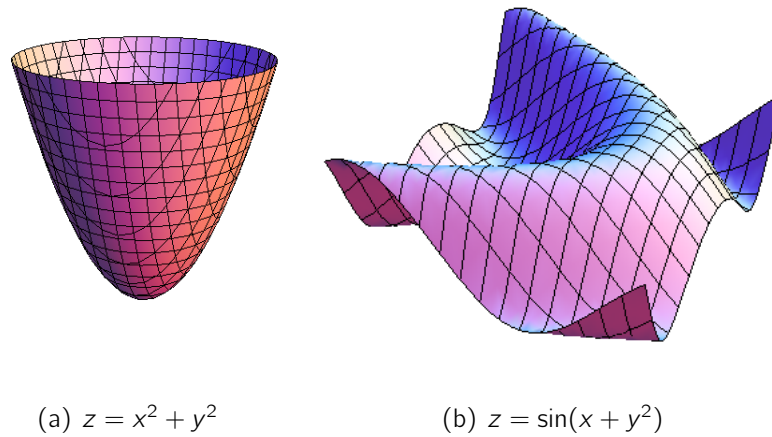 (a) z = x² + y²
(b) z = sin(x + y²)